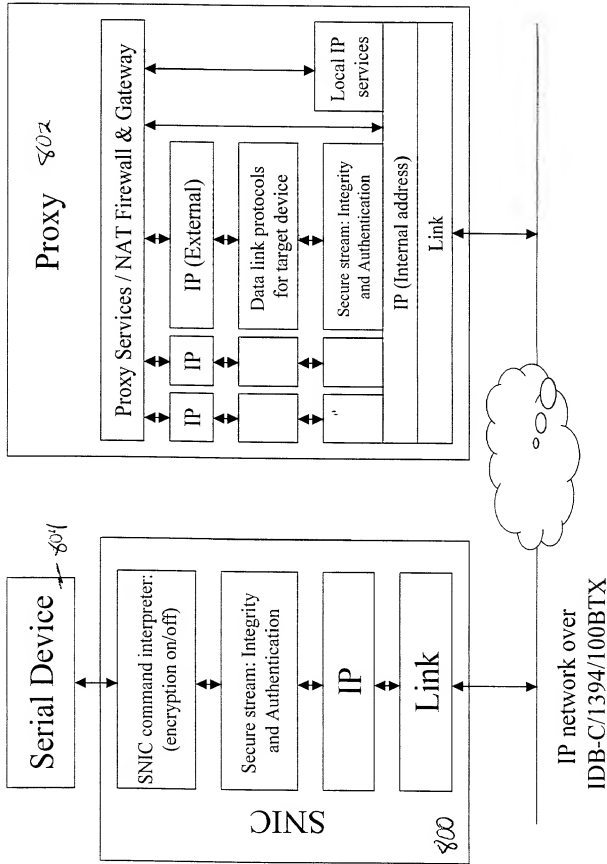 Serial Device
804
SNIC command interpreter:
(encryption on/off)
Secure stream: Integrity
and Authentication
IP
Link
SNIC
800
IP network over
IDB-C/1394/100BTX
Proxy 802
Proxy Services / NAT Firewall & Gateway
IP
IP
IP (External)
Data link protocols
for target device
Secure stream: Integrity
and Authentication
Local IP
services
IP (Internal address)
Link